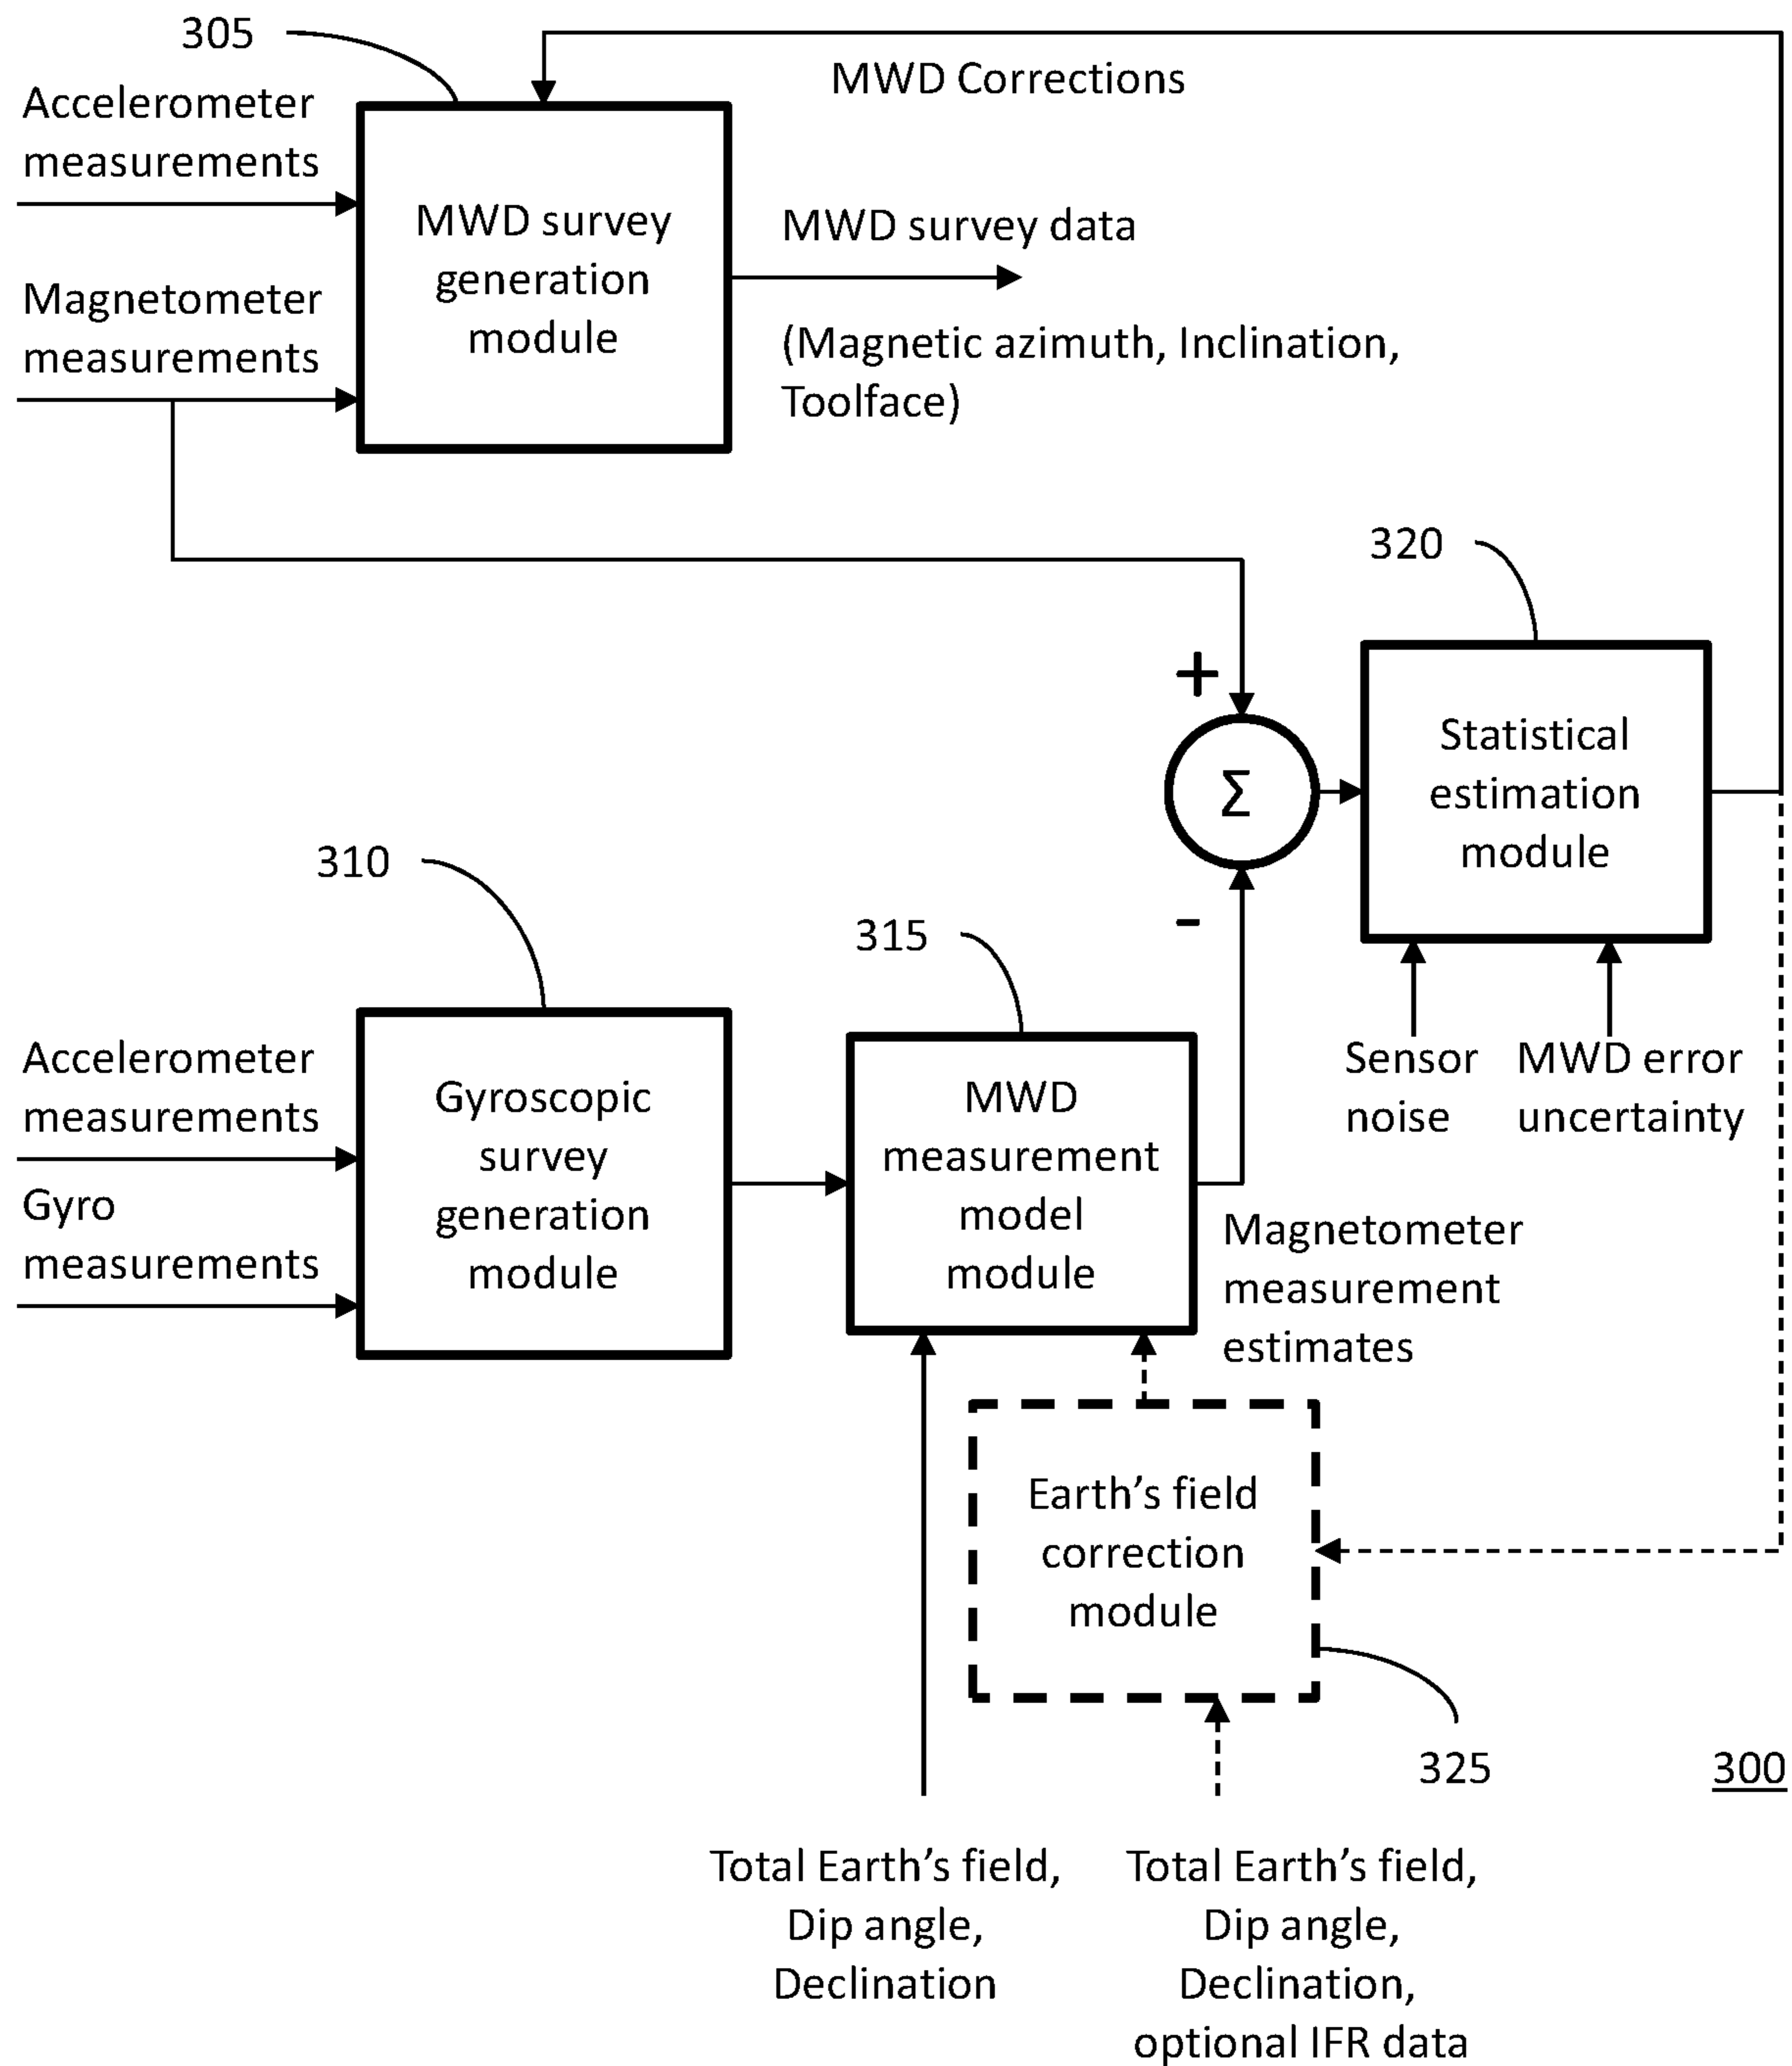 305
MWD Corrections
Accelerometer
measurements
MWD survey
generation
module
MWD survey data
Magnetometer
measurements
(Magnetic azimuth, Inclination,
Toolface)
320
+
Statistical
estimation
module
Σ
310
-
315
Sensor
noise
MWD error
uncertainty
Accelerometer
measurements
Gyroscopic
survey
generation
module
MWD
measurement
model
module
Gyro
measurements
Magnetometer
measurement
estimates
Earth’s field
correction
module
325
300
Total Earth’s field,
Dip angle,
Declination
Total Earth’s field,
Dip angle,
Declination,
optional IFR data